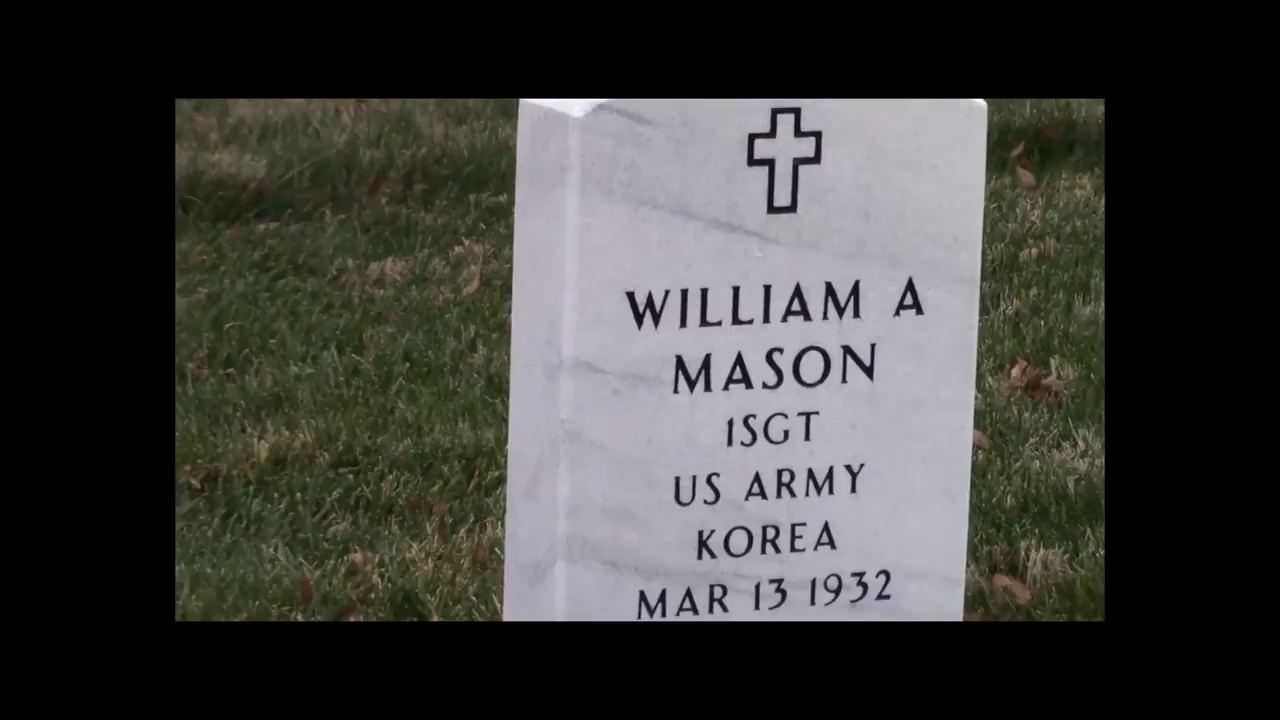 WILLIAM A
MASON
1SGT
US ARMY
KOREA
MAR 13 1932